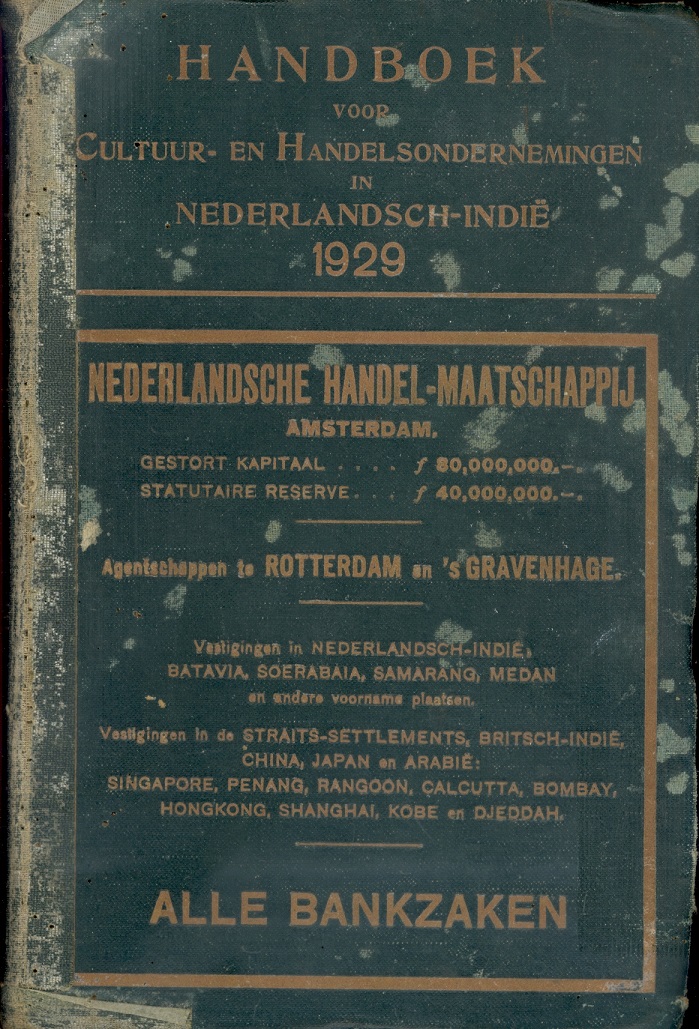 HANDBOEK
VOOR
CULTUUR- EN HANDELSONDERNEMINGEN
IN
NEDERLANDSCH-INDIË
1929
NEDERLANDSCHE HANDEL-MAATSCHAPPIJ
AMSTERDAM.
GESTORT KAPITAAL . . . . f 80,000,000.—.
STATUTAIRE RESERVE . . . f 40,000,000.—.
Agentschappen te ROTTERDAM en 's GRAVENHAGE.
Vestigingen in NEDERLANDSCH-INDIË:
BATAVIA, SOERABAIA, SAMARANG, MEDAN
en andere voorname plaatsen.
Vestigingen in de STRAITS-SETTLEMENTS, BRITSCH-INDIË,
CHINA, JAPAN en ARABIË:
SINGAPORE, PENANG, RANGOON, CALCUTTA, BOMBAY,
HONGKONG, SHANGHAI, KOBE en DJEDDAH.
ALLE BANKZAKEN